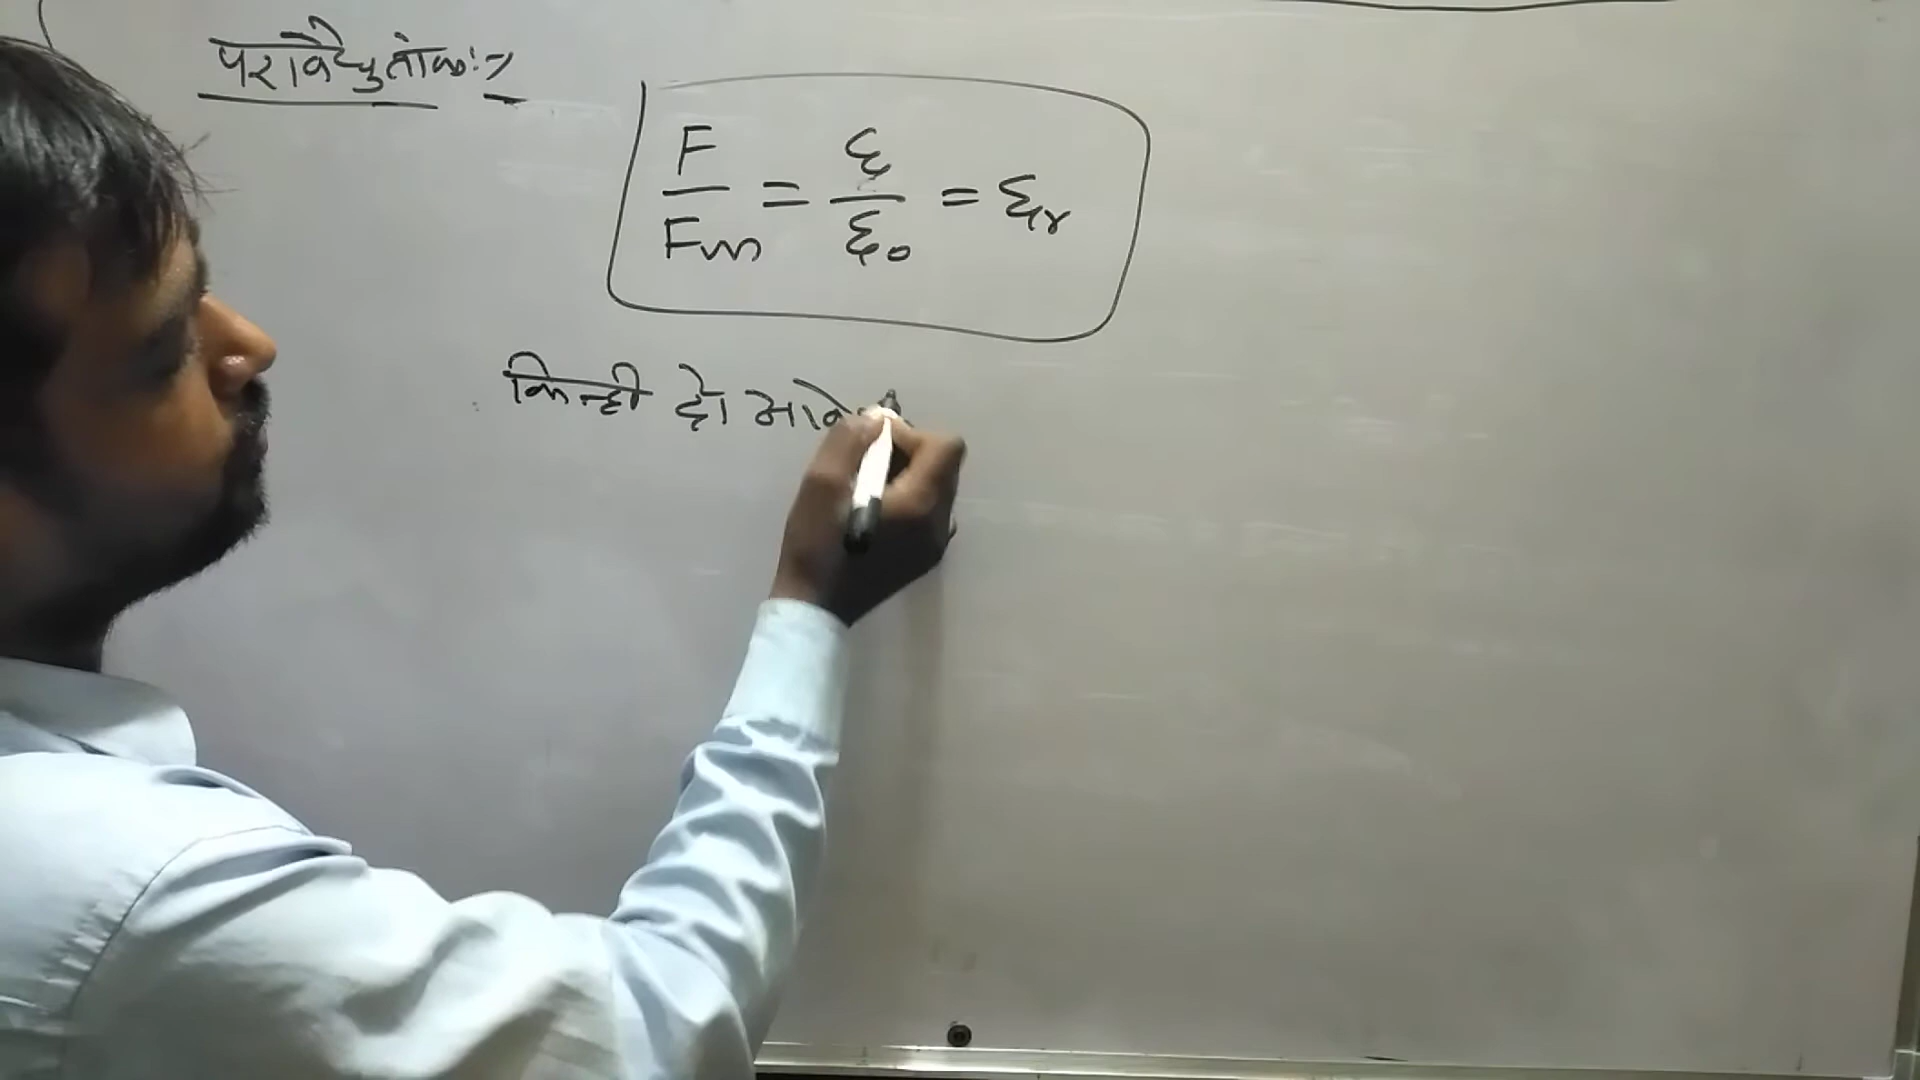 परावैद्युतांक :-
F/Fm = ε/ε₀ = εr
किन्ही दो आवे